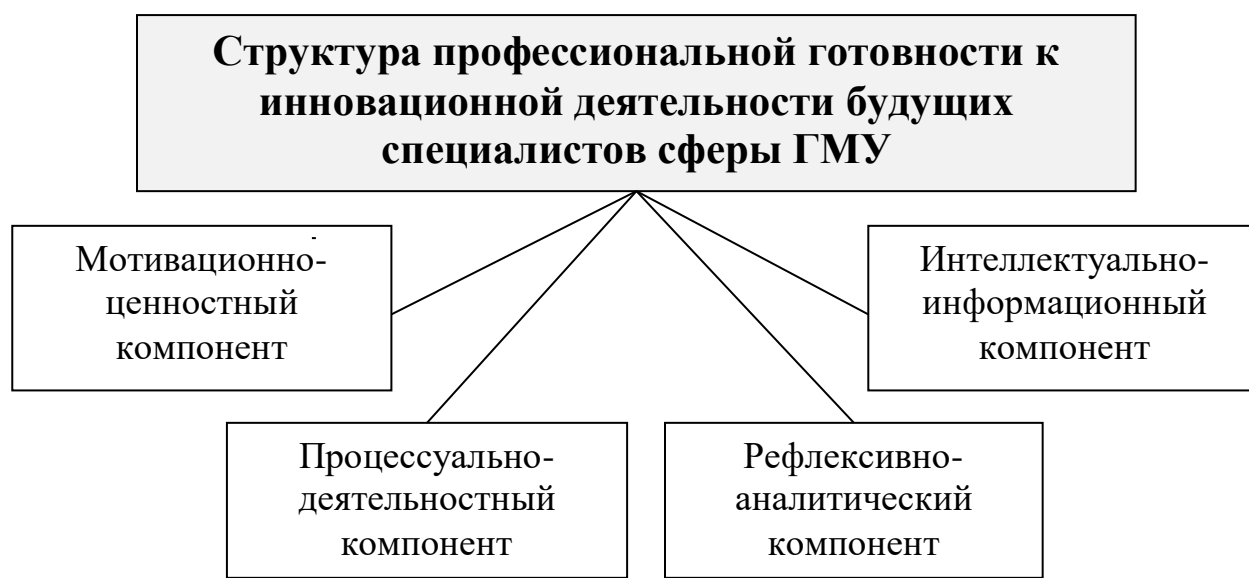 Структура профессиональной готовности к
инновационной деятельности будущих
специалистов сферы ГМУ
Мотивационно-
ценностный
компонент
Интеллектуально-
информационный
компонент
Процессуально-
деятельностный
компонент
Рефлексивно-
аналитический
компонент